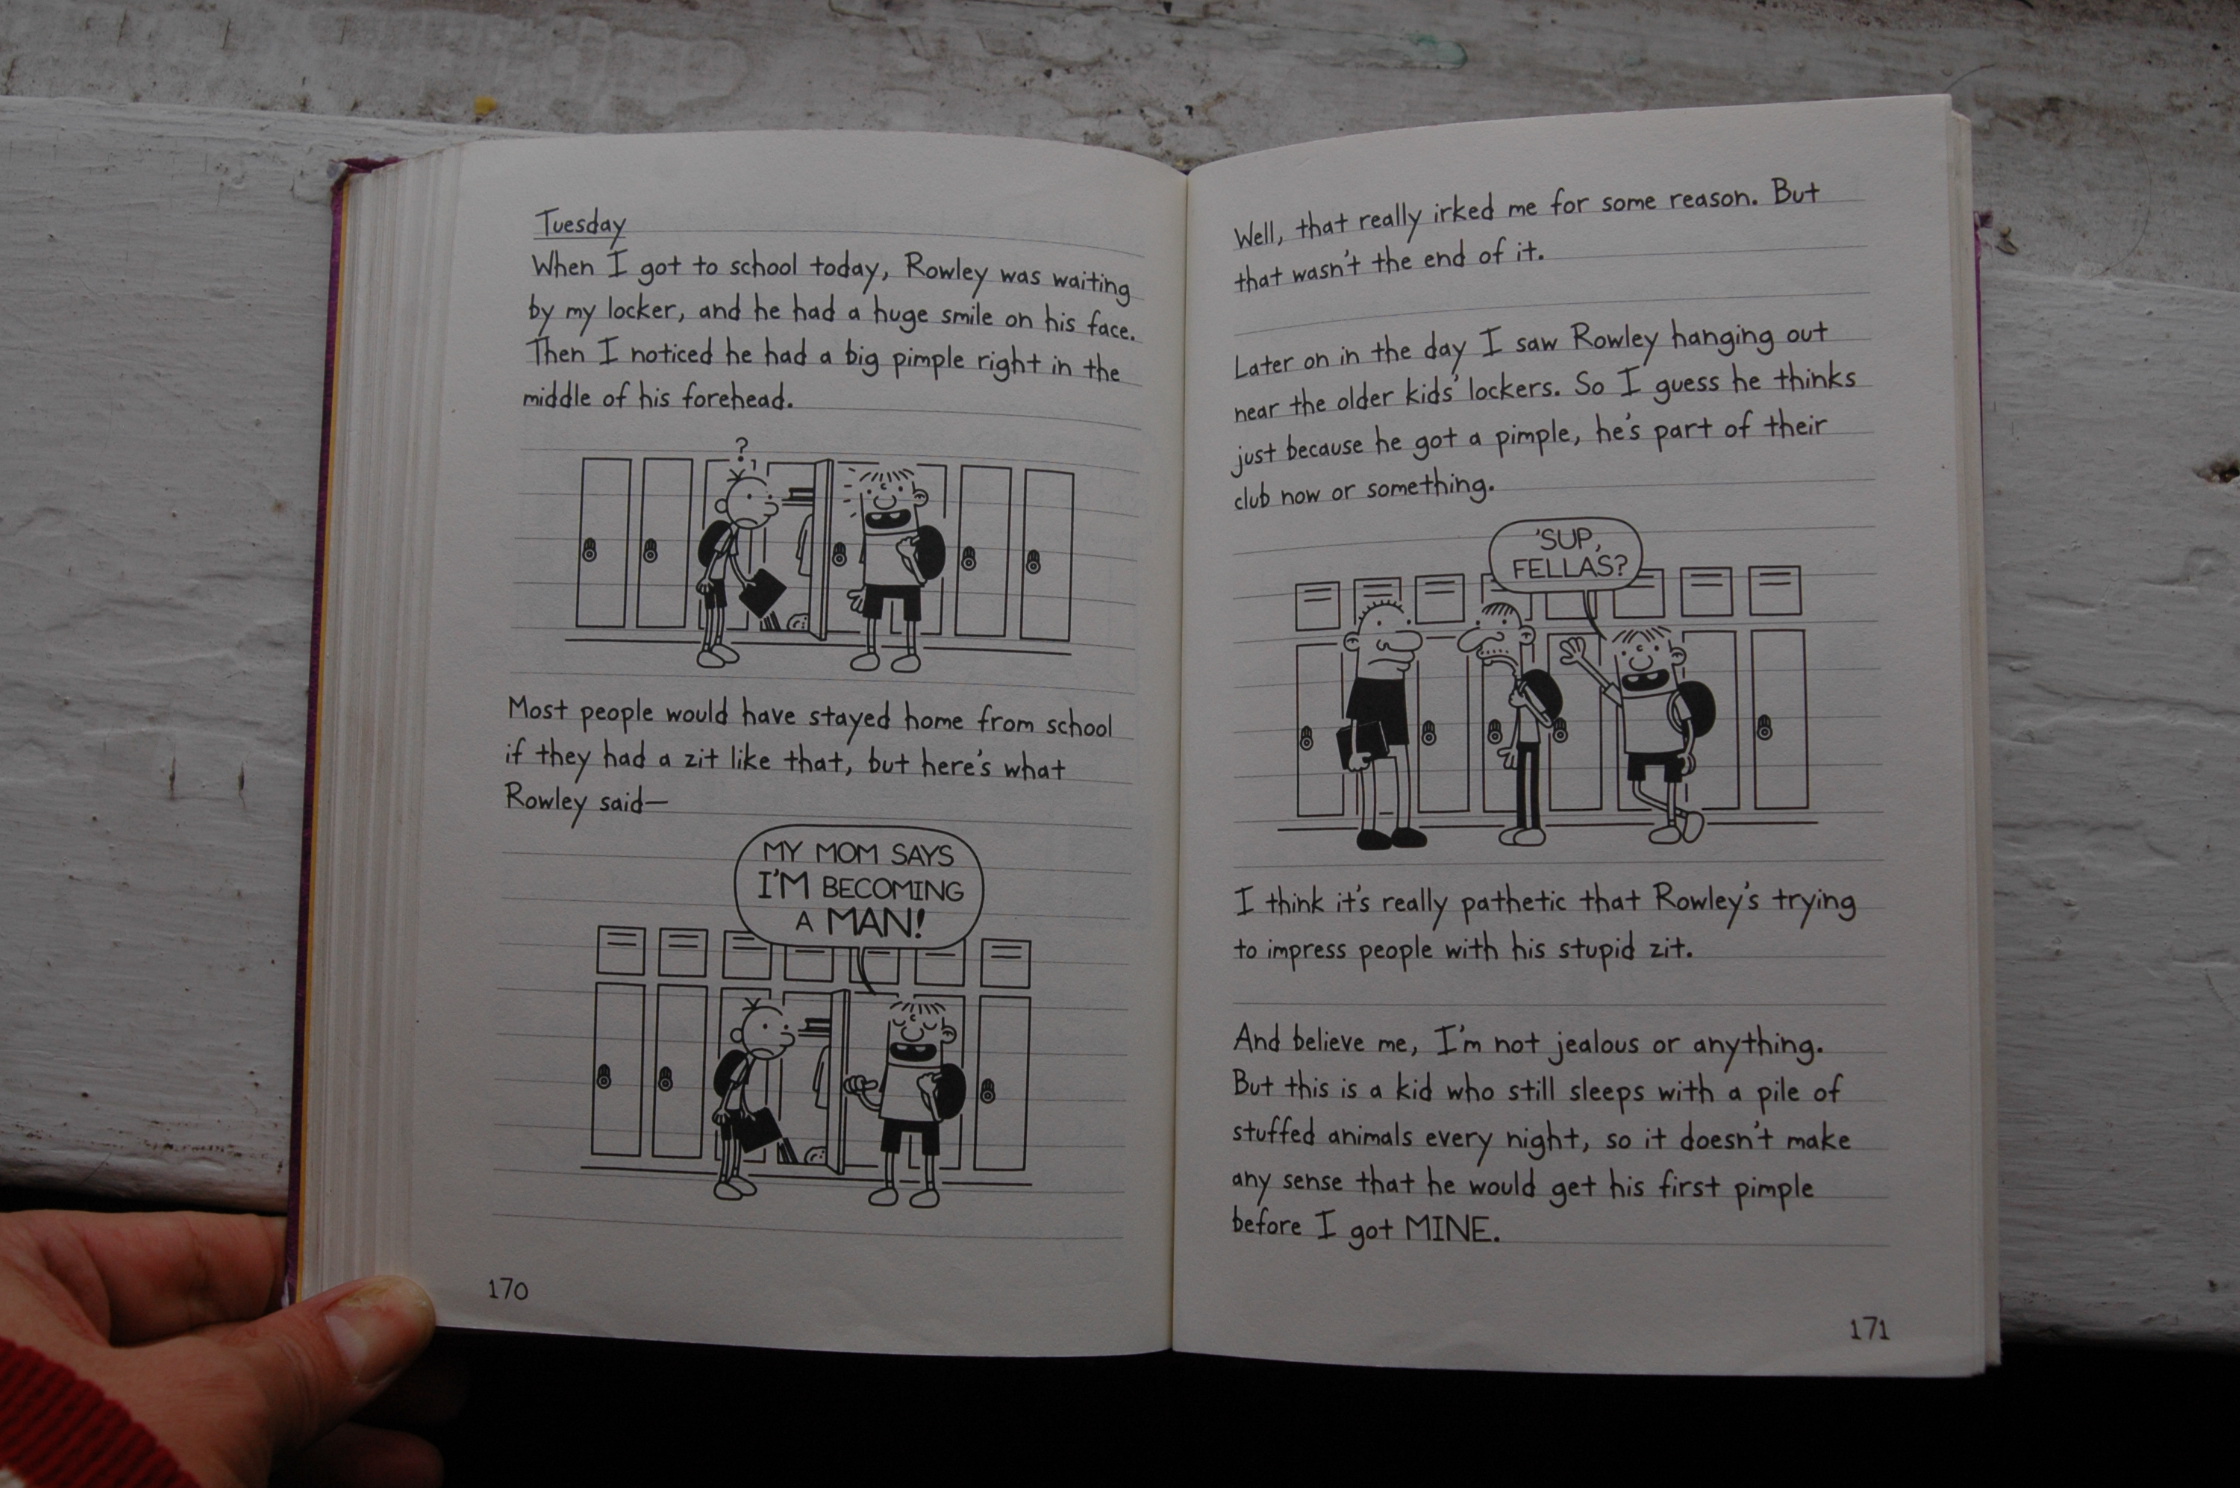 Tuesday
When I got to school today, Rowley was waiting
by my locker, and he had a huge smile on his face.
Then I noticed he had a big pimple right in the
middle of his forehead.
?
Most people would have stayed home from school
if they had a zit like that, but here's what
Rowley said—
MY MOM SAYS
I'M BECOMING
A MAN!
170
Well, that really irked me for some reason. But
that wasn't the end of it.
Later on in the day I saw Rowley hanging out
near the older kids' lockers. So I guess he thinks
just because he got a pimple, he's part of their
club now or something.
'SUP,
FELLAS?
I think it's really pathetic that Rowley's trying
to impress people with his stupid zit.
And believe me, I'm not jealous or anything.
But this is a kid who still sleeps with a pile of
stuffed animals every night, so it doesn't make
any sense that he would get his first pimple
before I got MINE.
171